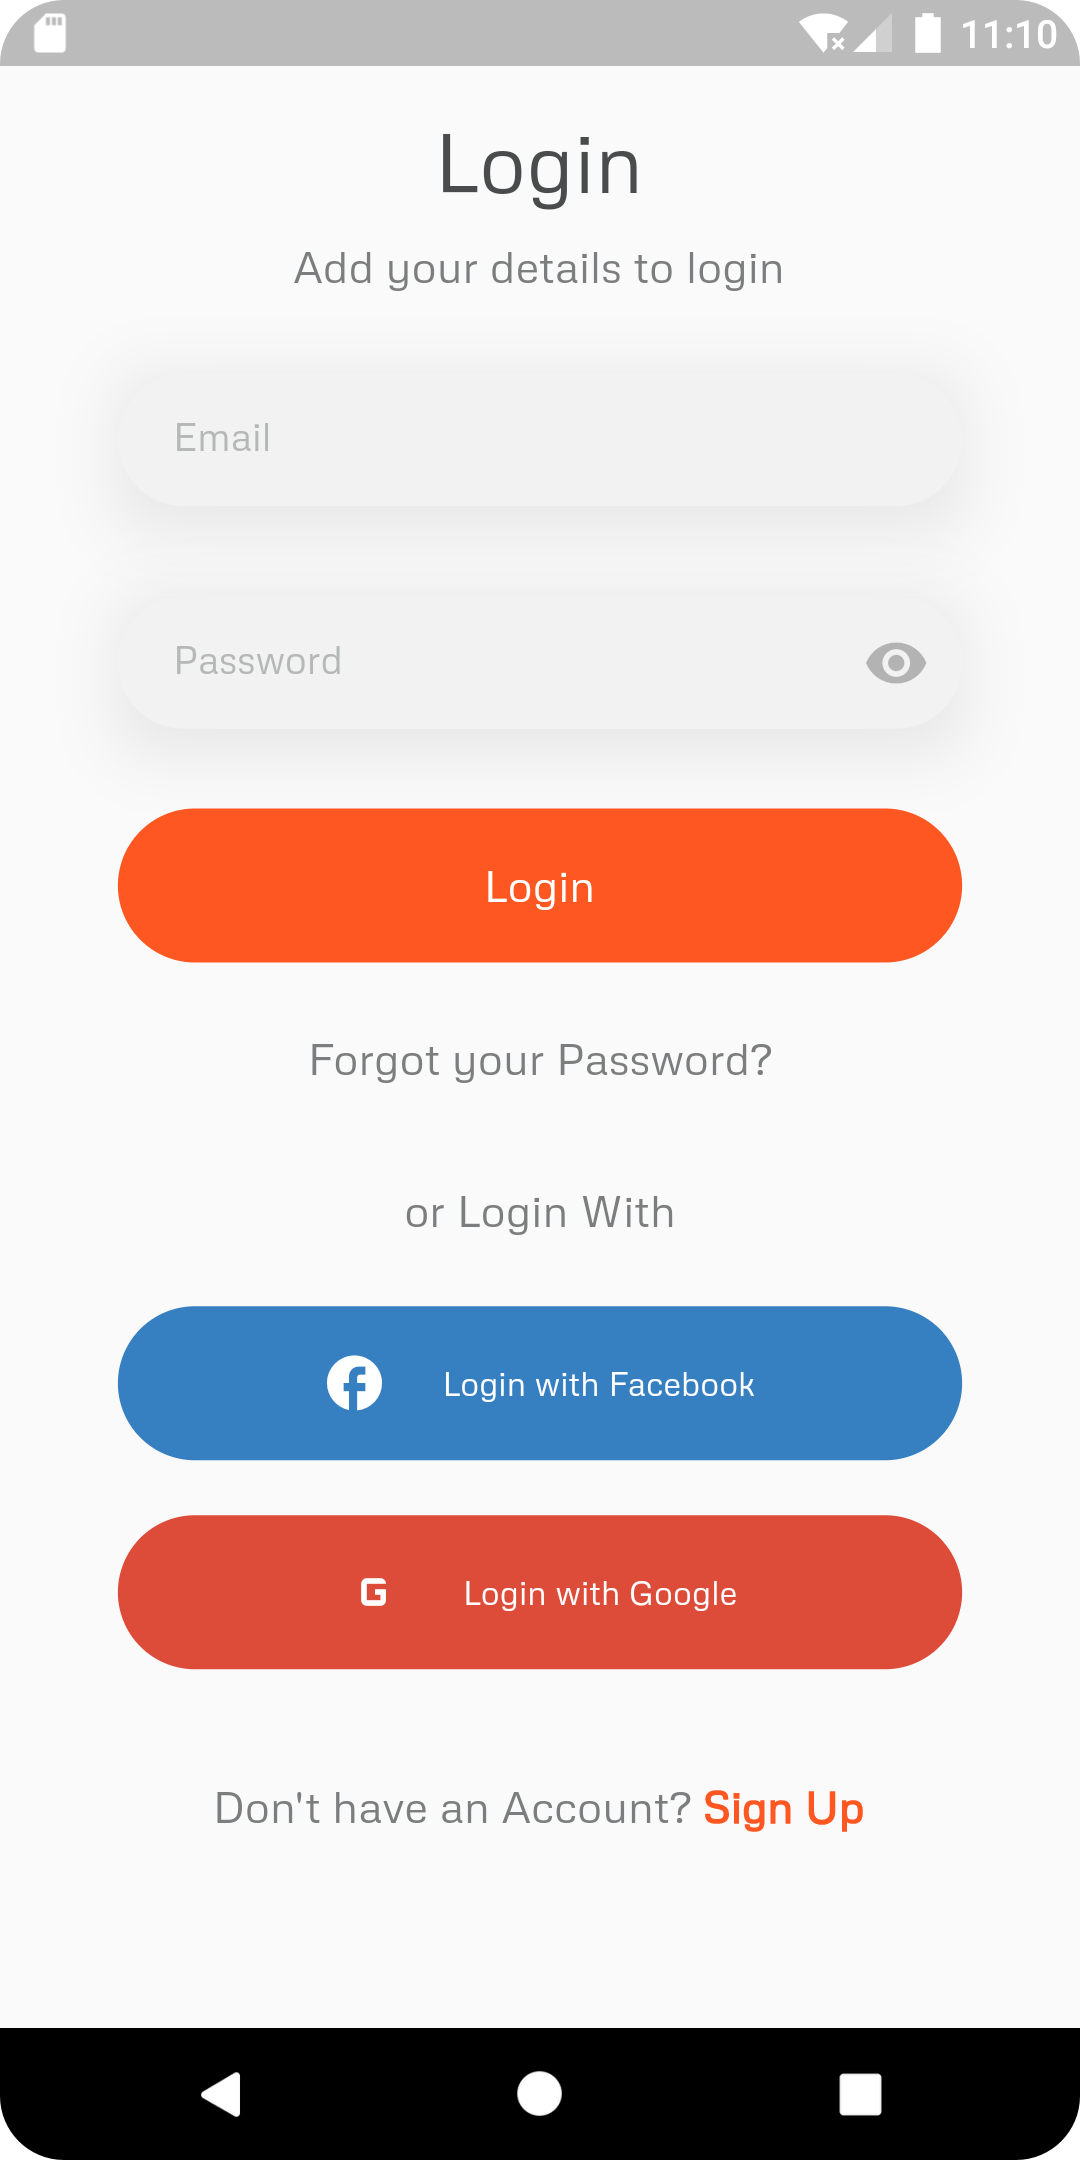 11:10
Login
Add your details to login
Email
Password
Login
Forgot your Password?
or Login With
Login with Facebook
G Login with Google
Don't have an Account? Sign Up